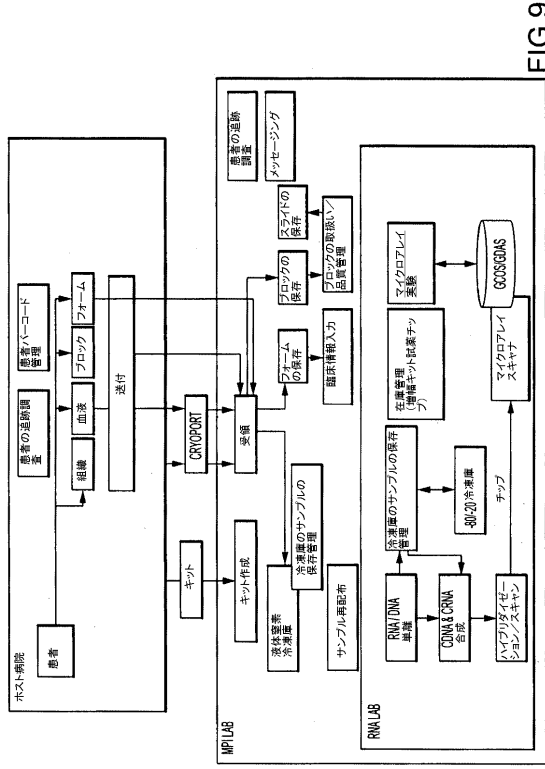 ホスト病院
患者
患者の追跡調
査
患者バーコード
管理
組織
血液
ブロック
フォーム
送付
キット
CRYOPORT
MPI LAB
キット作成
受領
液体窒素
冷凍庫
冷凍庫のサンプルの
保存管理
サンプル再配布
フォーム
の保存
臨床情報入力
ブロックの
保存
スライドの
保存
ブロックの取扱い／
品質管理
患者の追跡
調査
メッセージング
RNA LAB
RNA/DNA
単離
CDNA & CRNA
合成
ハイブリダイゼー
ション／スキャン
冷凍庫のサンプルの保存
管理
-80/-20 冷凍庫
チップ
在庫管理
(増幅キット試薬チッ
プ)
マイクロアレイ
実験
マイクロアレイ
スキャナ
GCOS/GDAS
FIG.9